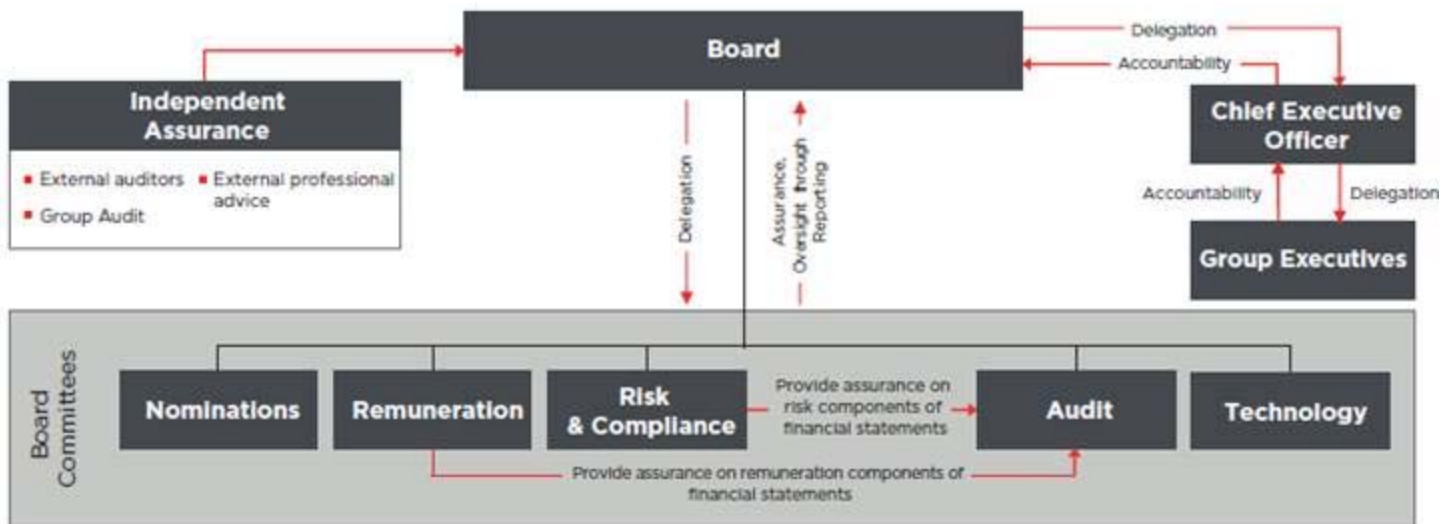 Board
Delegation
Accountability
Independent
Assurance
External auditors
Group Audit
External professional
advice
Chief Executive
Officer
Accountability
Delegation
Group Executives
Delegation
Assurance,
Oversight through
Reporting
Board
Committees
Nominations
Remuneration
Risk
& Compliance
Provide assurance on
risk components of
financial statements
Audit
Technology
Provide assurance on remuneration components of
financial statements